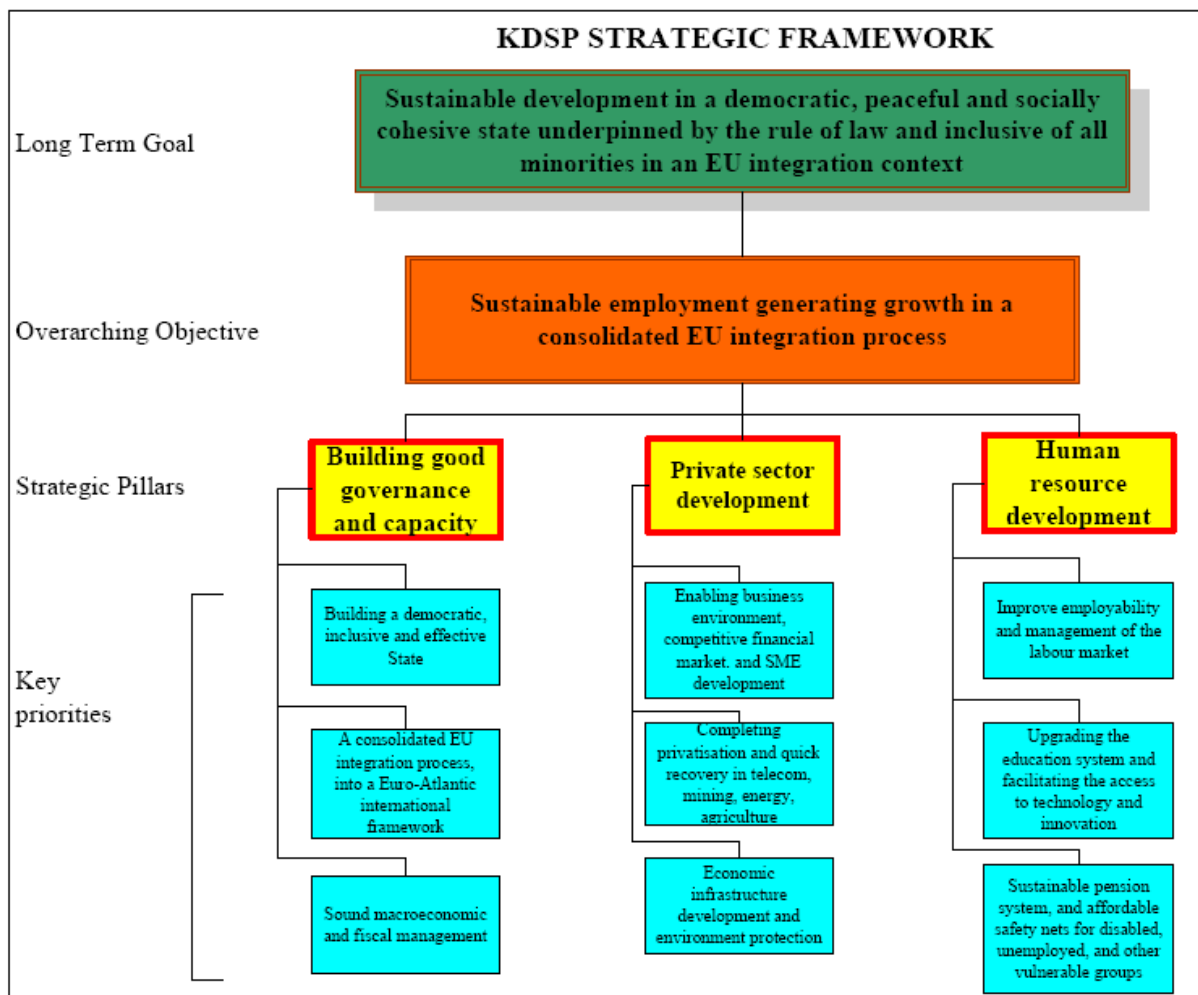 KDSP STRATEGIC FRAMEWORK
Long Term Goal
Sustainable development in a democratic, peaceful and socially
cohesive state underpinned by the rule of law and inclusive of all
minorities in an EU integration context
Overarching Objective
Sustainable employment generating growth in a
consolidated EU integration process
Strategic Pillars
Building good
governance
and capacity
Private sector
development
Human
resource
development
Key
priorities
Building a democratic,
inclusive and effective
State
Enabling business
environment,
competitive financial
market. and SME
development
Improve employability
and management of the
labour market
A consolidated EU
integration process,
into a Euro-Atlantic
international
framework
Completing
privatisation and quick
recovery in telecom,
mining, energy,
agriculture
Upgrading the
education system and
facilitating the access
to technology and
innovation
Sound macroeconomic
and fiscal management
Economic
infrastructure
development and
environment protection
Sustainable pension
system, and affordable
safety nets for disabled,
unemployed, and other
vulnerable groups